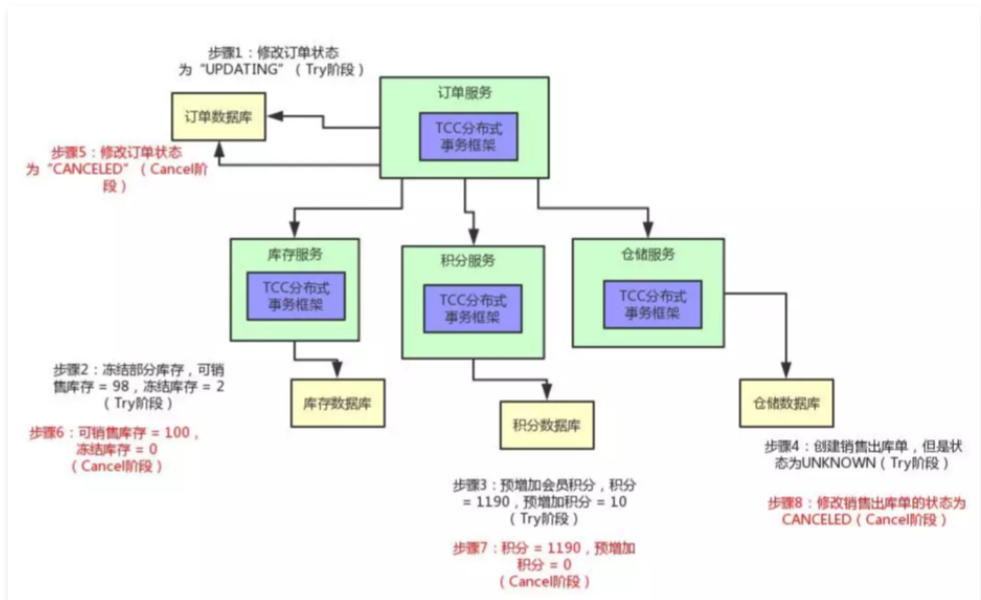 步骤1：修改订单状态
为“UPDATING”（Try阶段）
订单服务
TCC分布式
事务框架
订单数据库
步骤5：修改订单状态
为“CANCELED”（Cancel阶
段）
库存服务
TCC分布式
事务框架
积分服务
TCC分布式
事务框架
仓储服务
TCC分布式
事务框架
步骤2：冻结部分库存，可销
售库存 = 98，冻结库存 = 2
（Try阶段）
库存数据库
步骤6：可销售库存 = 100，
冻结库存 = 0
（Cancel阶段）
积分数据库
仓储数据库
步骤3：预增加会员积分，积分
= 1190，预增加积分 = 10
（Try阶段）
步骤7：积分 = 1190，预增加
积分 = 0
（Cancel阶段）
步骤4：创建销售出库单，但是状
态为UNKNOWN（Try阶段）
步骤8：修改销售出库单的状态为
CANCELED（Cancel阶段）